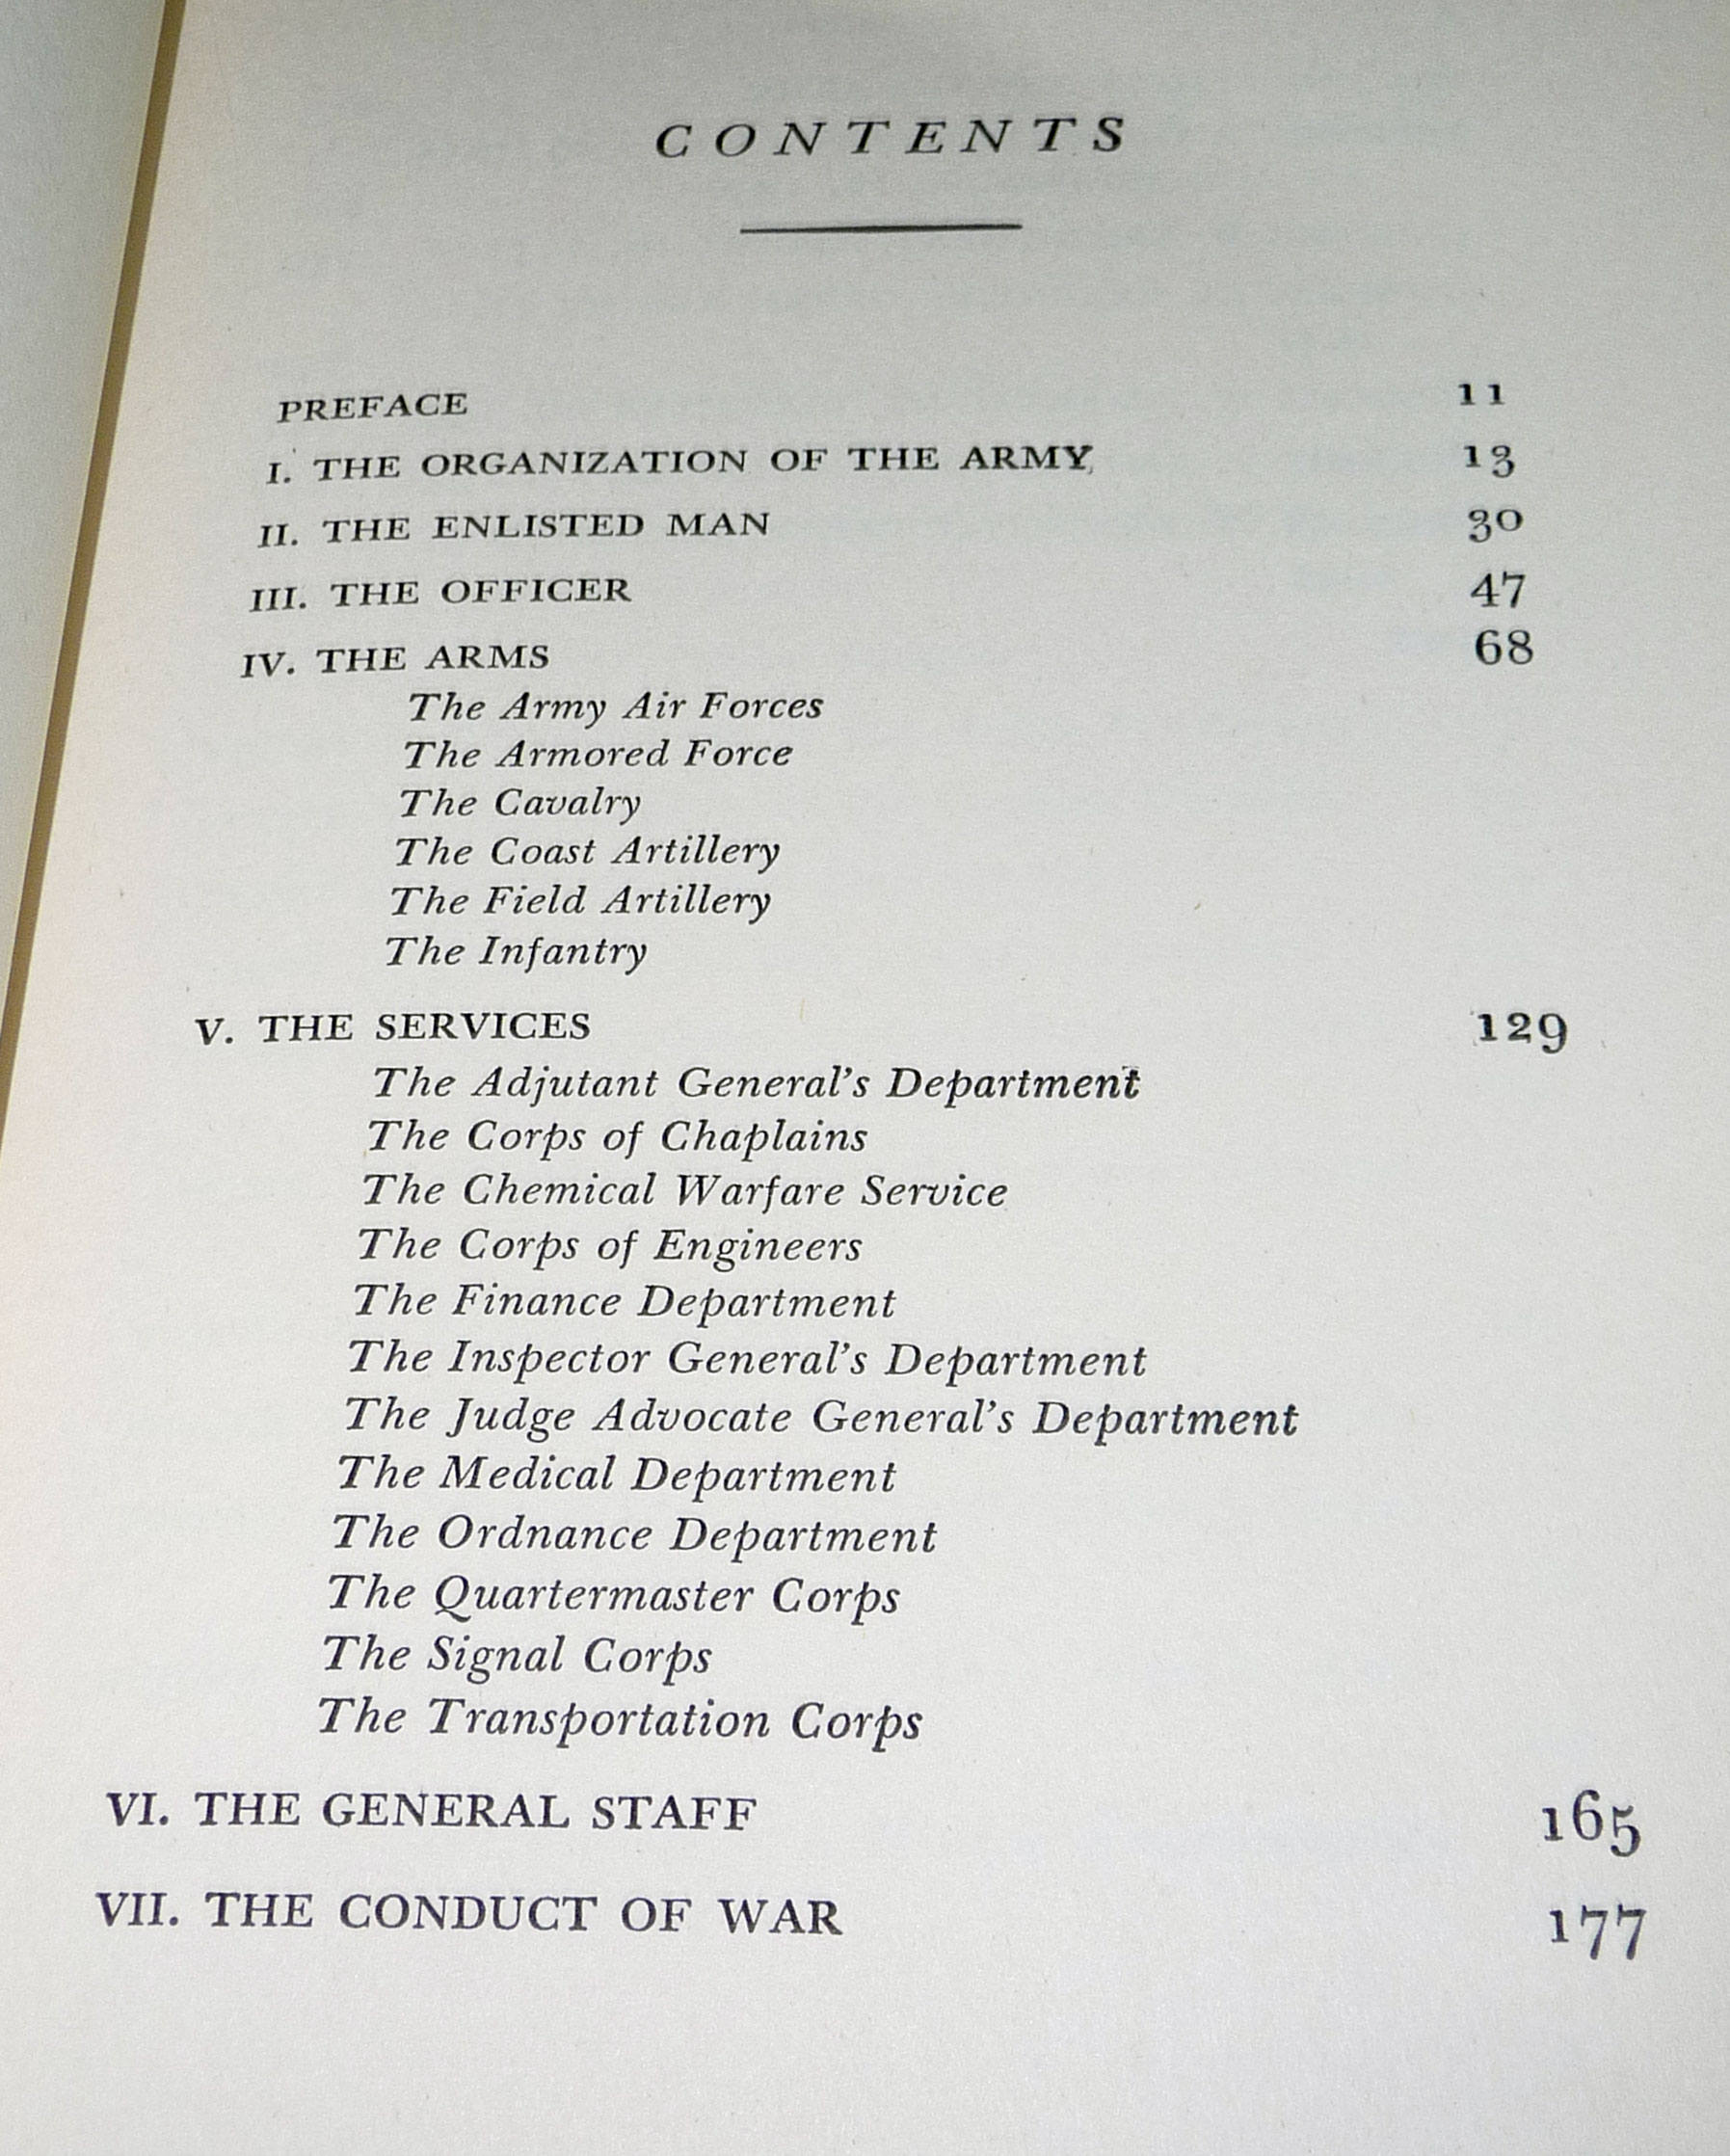 CONTENTS
PREFACE 11
I. THE ORGANIZATION OF THE ARMY 13
II. THE ENLISTED MAN 30
III. THE OFFICER 47
IV. THE ARMS 68
The Army Air Forces
The Armored Force
The Cavalry
The Coast Artillery
The Field Artillery
The Infantry
V. THE SERVICES 129
The Adjutant General's Department
The Corps of Chaplains
The Chemical Warfare Service
The Corps of Engineers
The Finance Department
The Inspector General's Department
The Judge Advocate General's Department
The Medical Department
The Ordnance Department
The Quartermaster Corps
The Signal Corps
The Transportation Corps
VI. THE GENERAL STAFF 165
VII. THE CONDUCT OF WAR 177